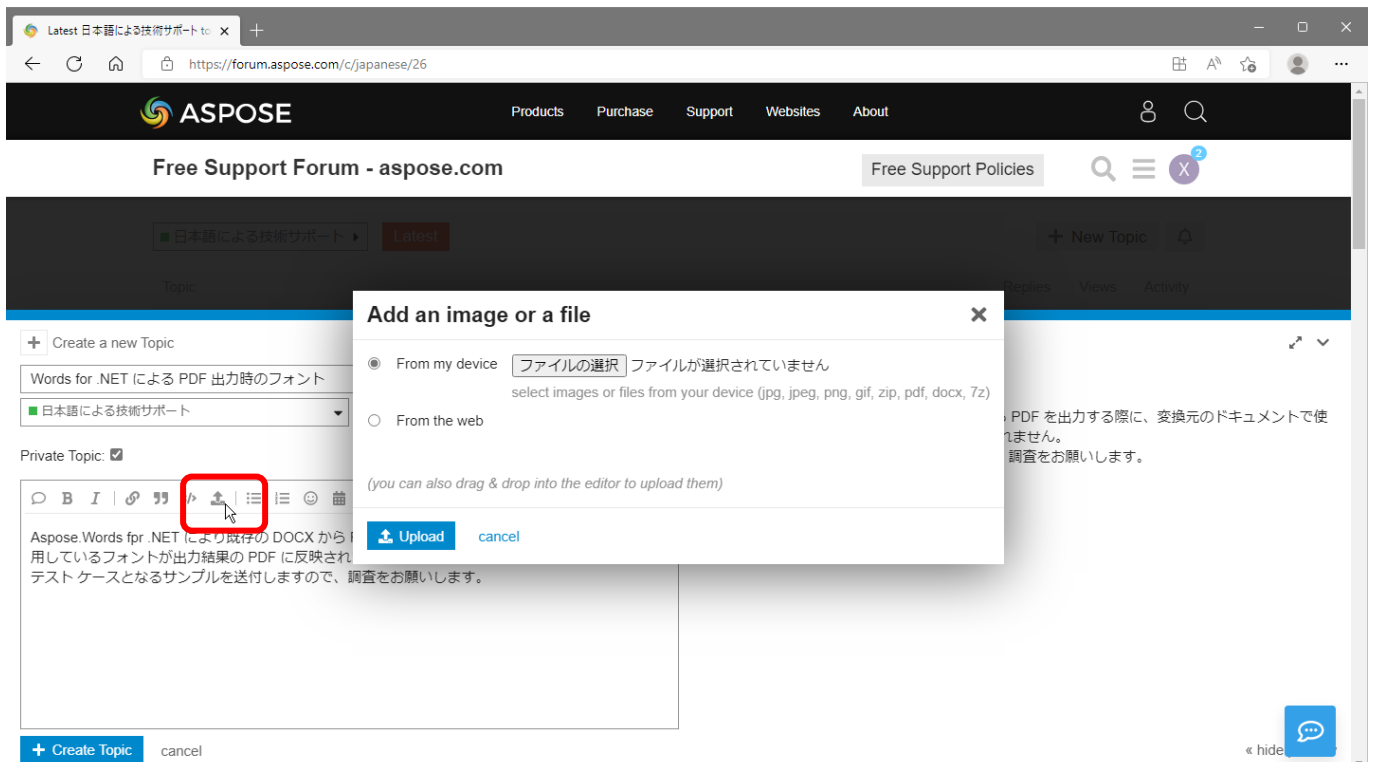 Latest 日本語による技術サポート to
https://forum.aspose.com/c/japanese/26
ASPOSE
Products Purchase Support Websites About
Free Support Forum - aspose.com
Free Support Policies
X
2
日本語による技術サポート
Latest
New Topic
Topic
Replies Views Activity
Add an image or a file
From my device ファイルの選択 ファイルが選択されていません
select images or files from your device (jpg, jpeg, png, gif, zip, pdf, docx, 7z)
From the web
(you can also drag & drop into the editor to upload them)
Upload cancel
Create a new Topic
Words for .NET による PDF 出力時のフォント
日本語による技術サポート
Private Topic:
B I
Aspose.Words fpr .NET により既存の DOCX から
用しているフォントが出力結果の PDF に反映され
テスト ケースとなるサンプルを送付しますので、調査をお願いします。
PDF を出力する際に、変換元のドキュメントで使
れません。
調査をお願いします。
Create Topic cancel
« hide